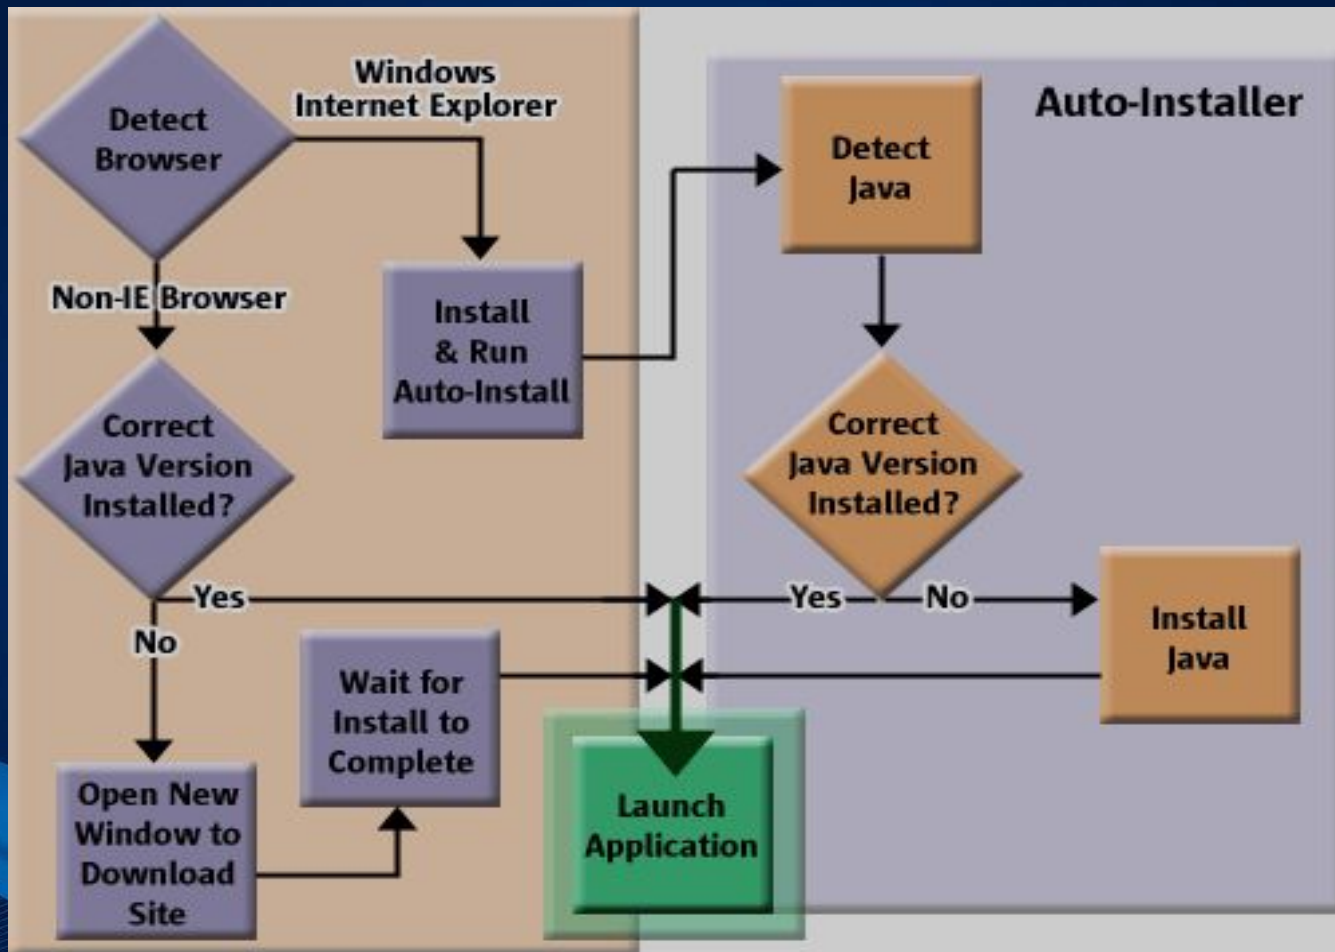 Detect
Browser
Windows
Internet Explorer
Non-IE Browser
Install
& Run
Auto-Install
Correct
Java Version
Installed?
Yes
No
Open New
Window to
Download
Site
Wait for
Install to
Complete
Auto-Installer
Detect
Java
Correct
Java Version
Installed?
Yes
No
Install
Java
Launch
Application